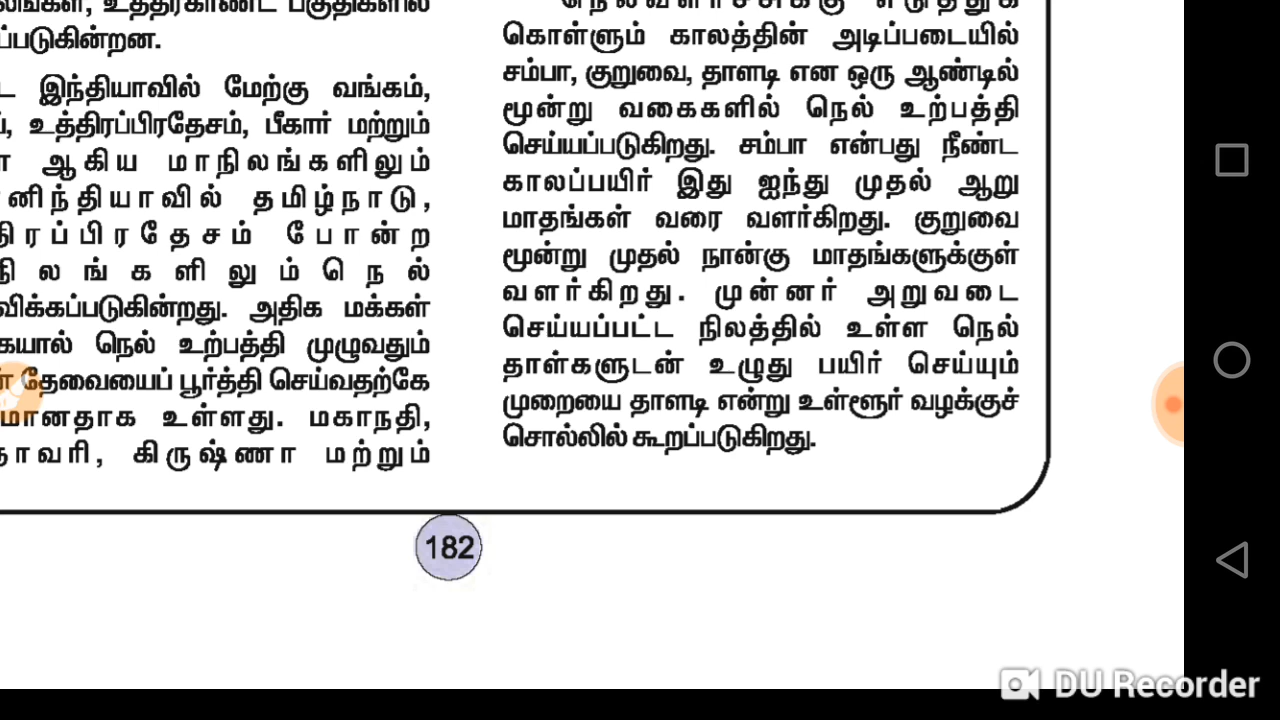 பகுதிகளில்
ப்படுகின்றன.
இந்தியாவில் மேற்கு வங்கம்,
உத்திரப்பிரதேசம், பீகார் மற்றும்
ஆகிய மாநிலங்களிலும்
னிந்தியாவில் தமிழ்நாடு,
திரப்பிரதேசம் போன்ற
நிலங்களிலும் நெல்
விக்கப்படுகின்றது. அதிக மக்கள்
கயால் நெல் உற்பத்தி முழுவதும்
தேவையைப் பூர்த்தி செய்வதற்கே
மானதாக உள்ளது. மகாநதி,
தாவரி, கிருஷ்ணா மற்றும்
கொள்ளும் காலத்தின் அடிப்படையில்
சம்பா, குறுவை, தாளடி என ஒரு ஆண்டில்
மூன்று வகைகளில் நெல் உற்பத்தி
செய்யப்படுகிறது. சம்பா என்பது நீண்ட
காலப்பயிர் இது ஐந்து முதல் ஆறு
மாதங்கள் வரை வளர்கிறது. குறுவை
மூன்று முதல் நான்கு மாதங்களுக்குள்
வளர்கிறது. முன்னர் அறுவடை
செய்யப்பட்ட நிலத்தில் உள்ள நெல்
தாள்களுடன் உழுது பயிர் செய்யும்
முறையை தாளடி என்று உள்ளூர் வழக்குச்
சொல்லில் கூறப்படுகிறது.
182
DU Recorder